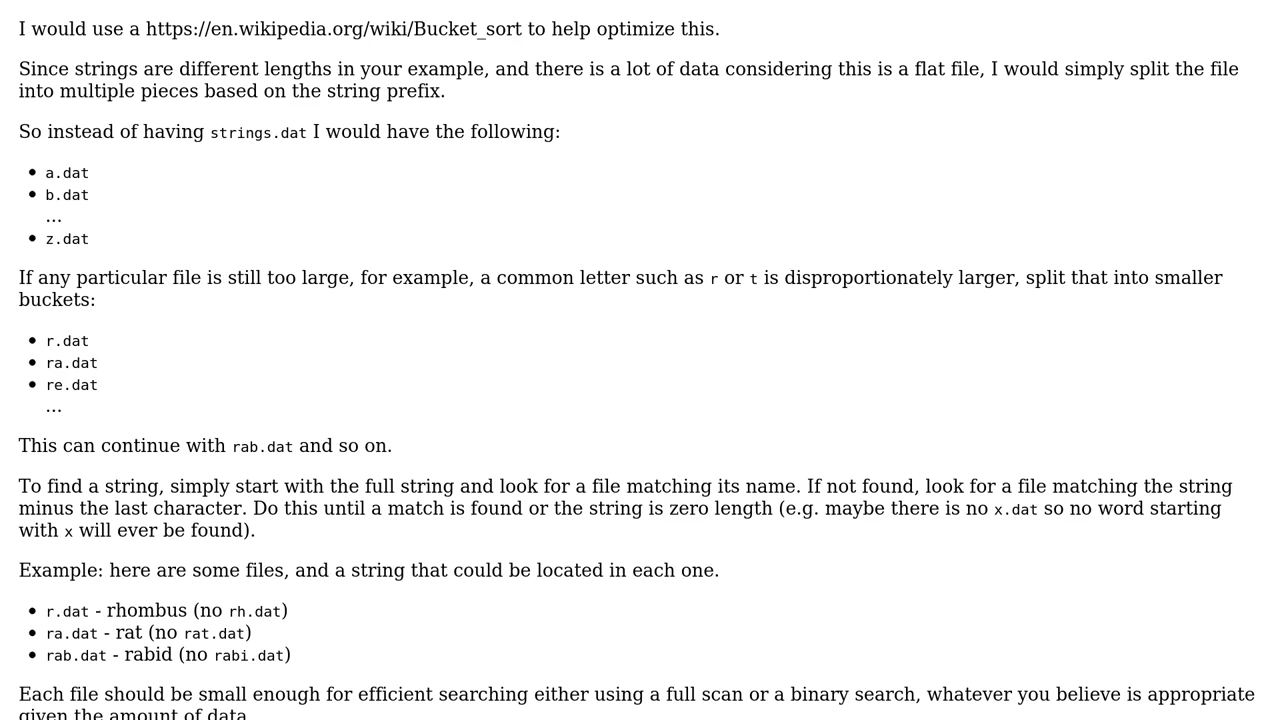 I would use a https://en.wikipedia.org/wiki/Bucket_sort to help optimize this.
Since strings are different lengths in your example, and there is a lot of data considering this is a flat file, I would simply split the file
into multiple pieces based on the string prefix.
So instead of having strings.dat I would have the following:
• a.dat
• b.dat
...
• z.dat
If any particular file is still too large, for example, a common letter such as r or t is disproportionately larger, split that into smaller
buckets:
• r.dat
• ra.dat
• re.dat
...
This can continue with rab.dat and so on.
To find a string, simply start with the full string and look for a file matching its name. If not found, look for a file matching the string
minus the last character. Do this until a match is found or the string is zero length (e.g. maybe there is no x.dat so no word starting
with x will ever be found).
Example: here are some files, and a string that could be located in each one.
• r.dat - rhombus (no rh.dat)
• ra.dat - rat (no rat.dat)
• rab.dat - rabid (no rabi.dat)
Each file should be small enough for efficient searching either using a full scan or a binary search, whatever you believe is appropriate
given the amount of data.